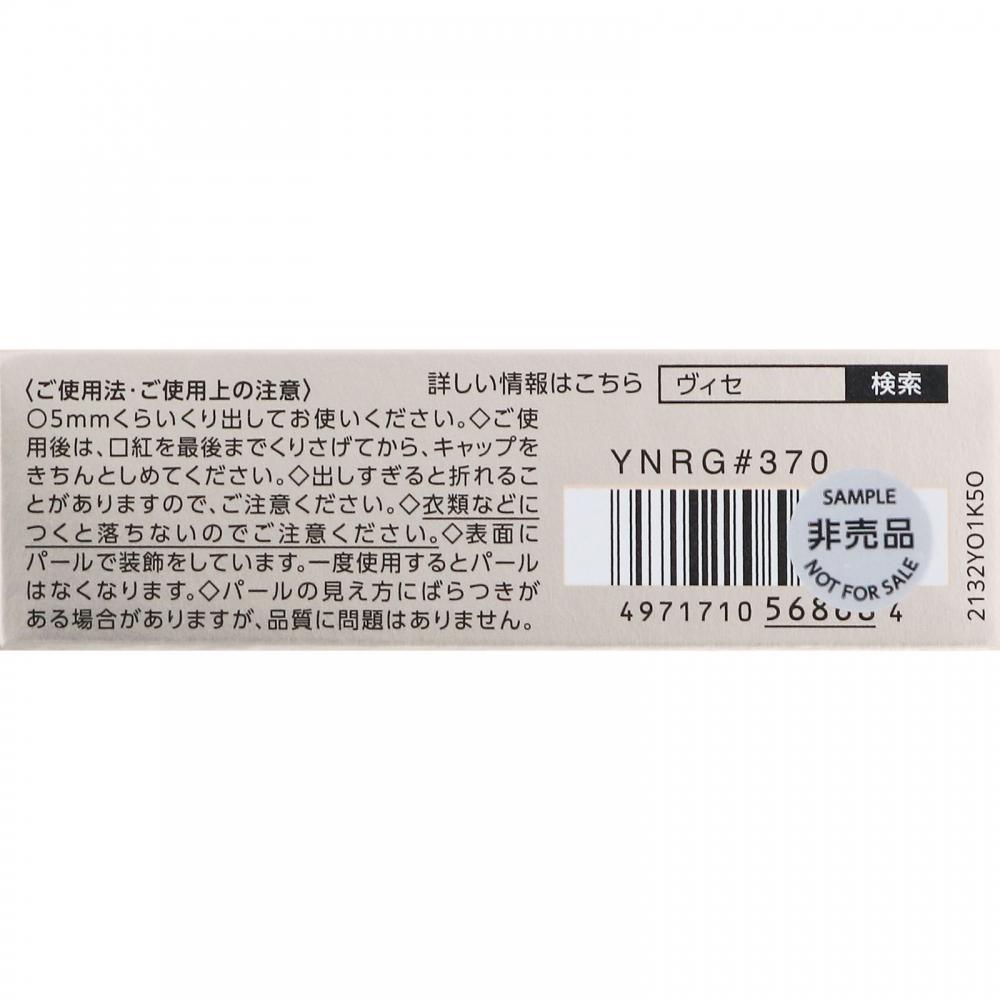 〈ご使用法・ご使用上の注意〉
○5mmくらいくり出してお使いください。◇ご使
用後は、口紅を最後までくりさげてから、キャップを
きちんとしめてください。◇出しすぎると折れるこ
とがありますので、ご注意ください。◇衣類などに
つくと落ちないのでご注意ください。◇表面に
パールで装飾をしています。一度使用するとパール
はなくなります。◇パールの見え方にばらつきが
ある場合がありますが、品質に問題はありません。
詳しい情報はこちら ヴィセ 検索
YNRG#370
SAMPLE
非売品
NOT FOR SALE
4971710 4
2132YO1K5O